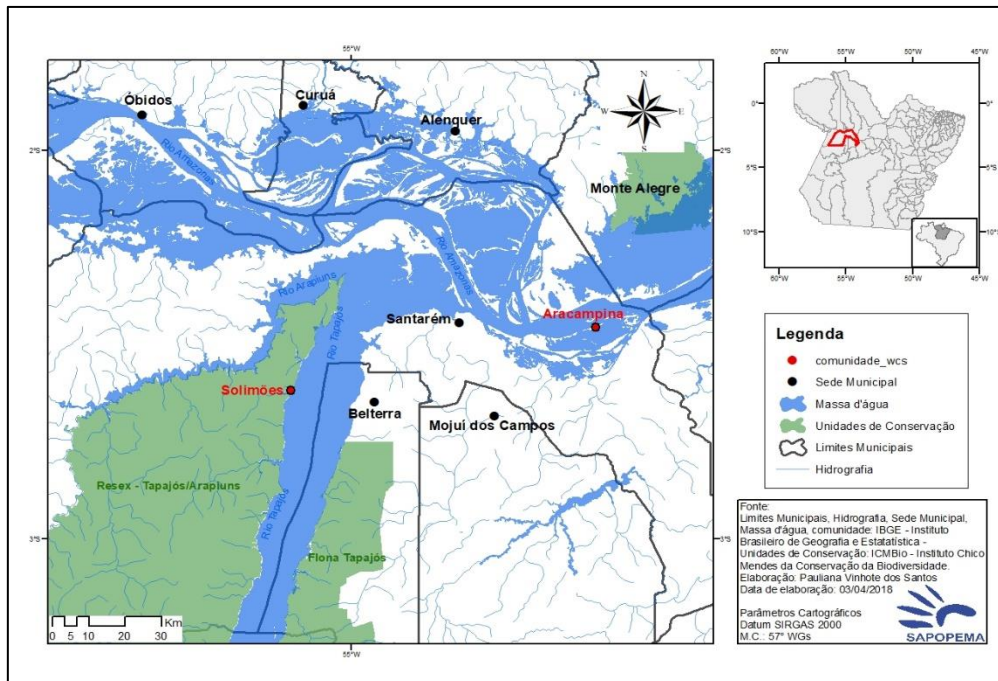 55°W
Óbidos
Curuá
Alenquer
N
W
E
S
2°S
2°S
Rio Amazonas
Monte Alegre
Rio Amazonas
Rio Arapiuns
Santarém
Aracampina
Rio Tapajós
Solimões
Belterra
Mojuí dos Campos
Resex - Tapajós/Arapiuns
Rio Tapajós
Flona Tapajós
3°S
3°S
Km
0 5 10 20 30
55°W
60°W 55°W 50°W 45°W
0°
0°
5°S
5°S
10°S
10°S
60°W 55°W 50°W 45°W
Legenda
comunidade_wcs
Sede Municipal
Massa d'água
Unidades de Conservação
Limites Municipais
Hidrografia
Fonte:
Limites Municipais, Hidrografia, Sede Municipal,
Massa d'água, comunidade: IBGE - Instituto
Brasileiro de Geografia e Estatatística -
Unidades de Conservação: ICMBio - Instituto Chico
Mendes da Conservação da Biodiversidade.
Elaboração: Pauliana Vinhote dos Santos
Data de elaboração: 03/04/2018
Parâmetros Cartográficos
Datum SIRGAS 2000
M.C.: 57° WGs
SAPOPEMA